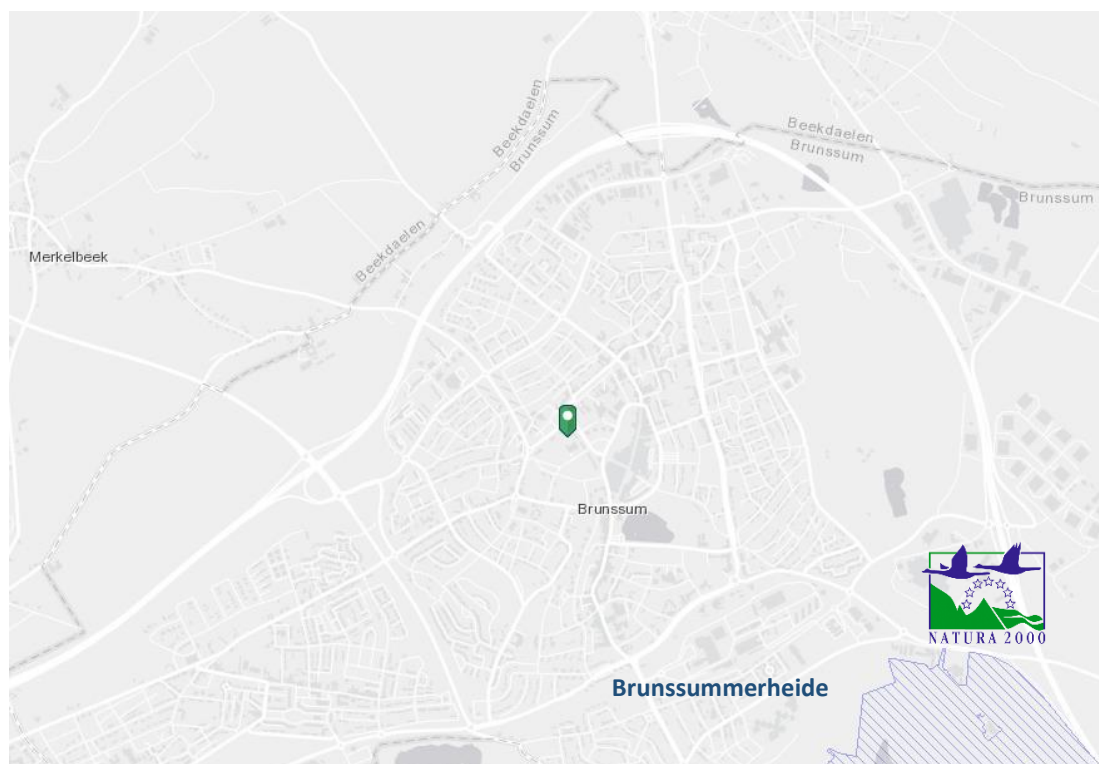 Beekdaelen
Brunssum
Beekdaelen
Brunssum
Brunssum
Merkelbeek
Beekdaelen
Brunssum
NATURA 2000
Brunssummerheide